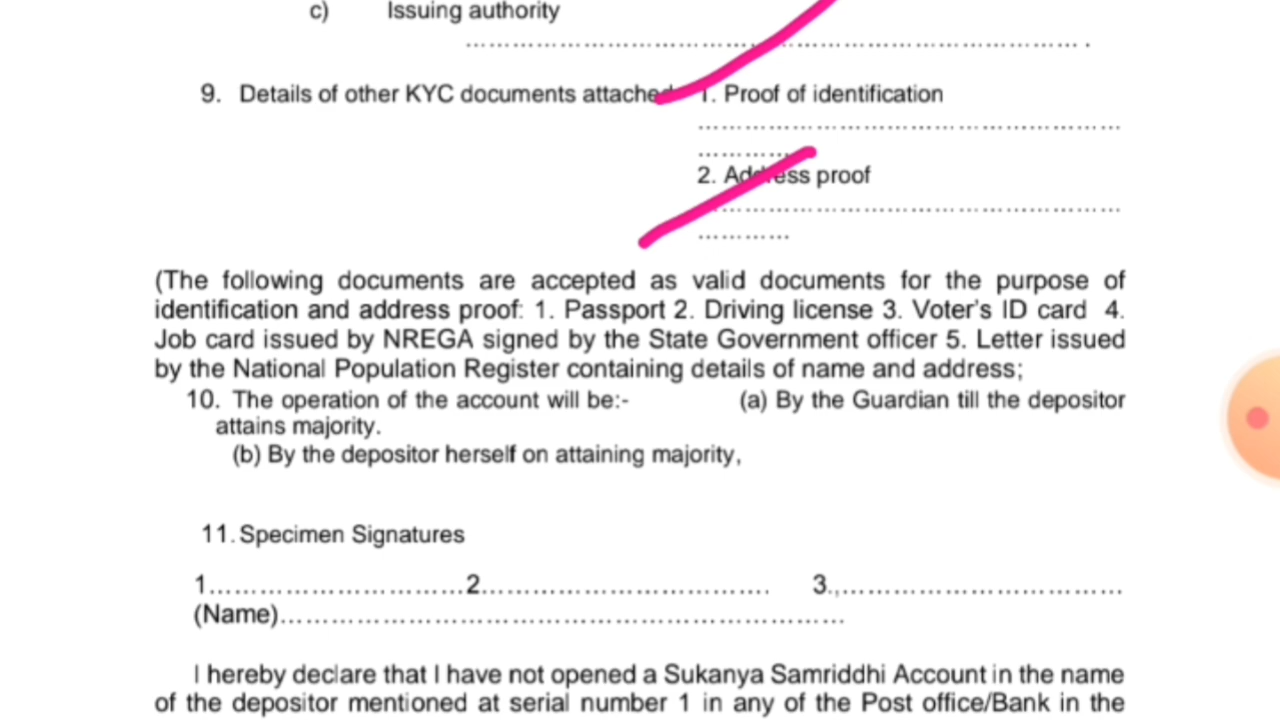 c) Issuing authority
………………………………………………………………………… .
9. Details of other KYC documents attached 1. Proof of identification
…………………………………………………
…………
2. Address proof
…………………………………………………
…………
(The following documents are accepted as valid documents for the purpose of
identification and address proof: 1. Passport 2. Driving license 3. Voter's ID card 4.
Job card issued by NREGA signed by the State Government officer 5. Letter issued
by the National Population Register containing details of name and address;
10. The operation of the account will be:- (a) By the Guardian till the depositor
attains majority.
(b) By the depositor herself on attaining majority,
11. Specimen Signatures
1……………………………2……………………………… 3.,………………………………
(Name)……………………………………………………………
I hereby declare that I have not opened a Sukanya Samriddhi Account in the name
of the depositor mentioned at serial number 1 in any of the Post office/Bank in the